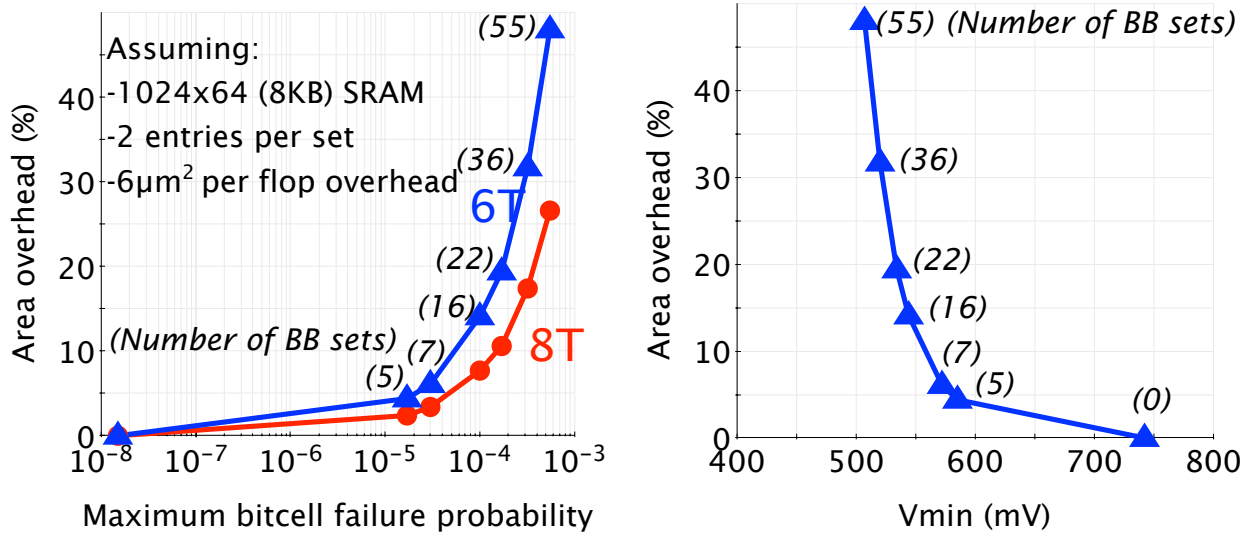 Assuming:
-1024x64 (8KB) SRAM
-2 entries per set
-6µm² per flop overhead
(55)
(36)
6T
(22)
(16)
(Number of BB sets)
(7)
8T
(5)
Area overhead (%)
40
30
20
10
0
10⁻⁸ 10⁻⁷ 10⁻⁶ 10⁻⁵ 10⁻⁴ 10⁻³
Maximum bitcell failure probability
(55) (Number of BB sets)
(36)
(22)
(16)
(7)
(5)
(0)
Area overhead (%)
40
30
20
10
0
400 500 600 700 800
Vmin (mV)